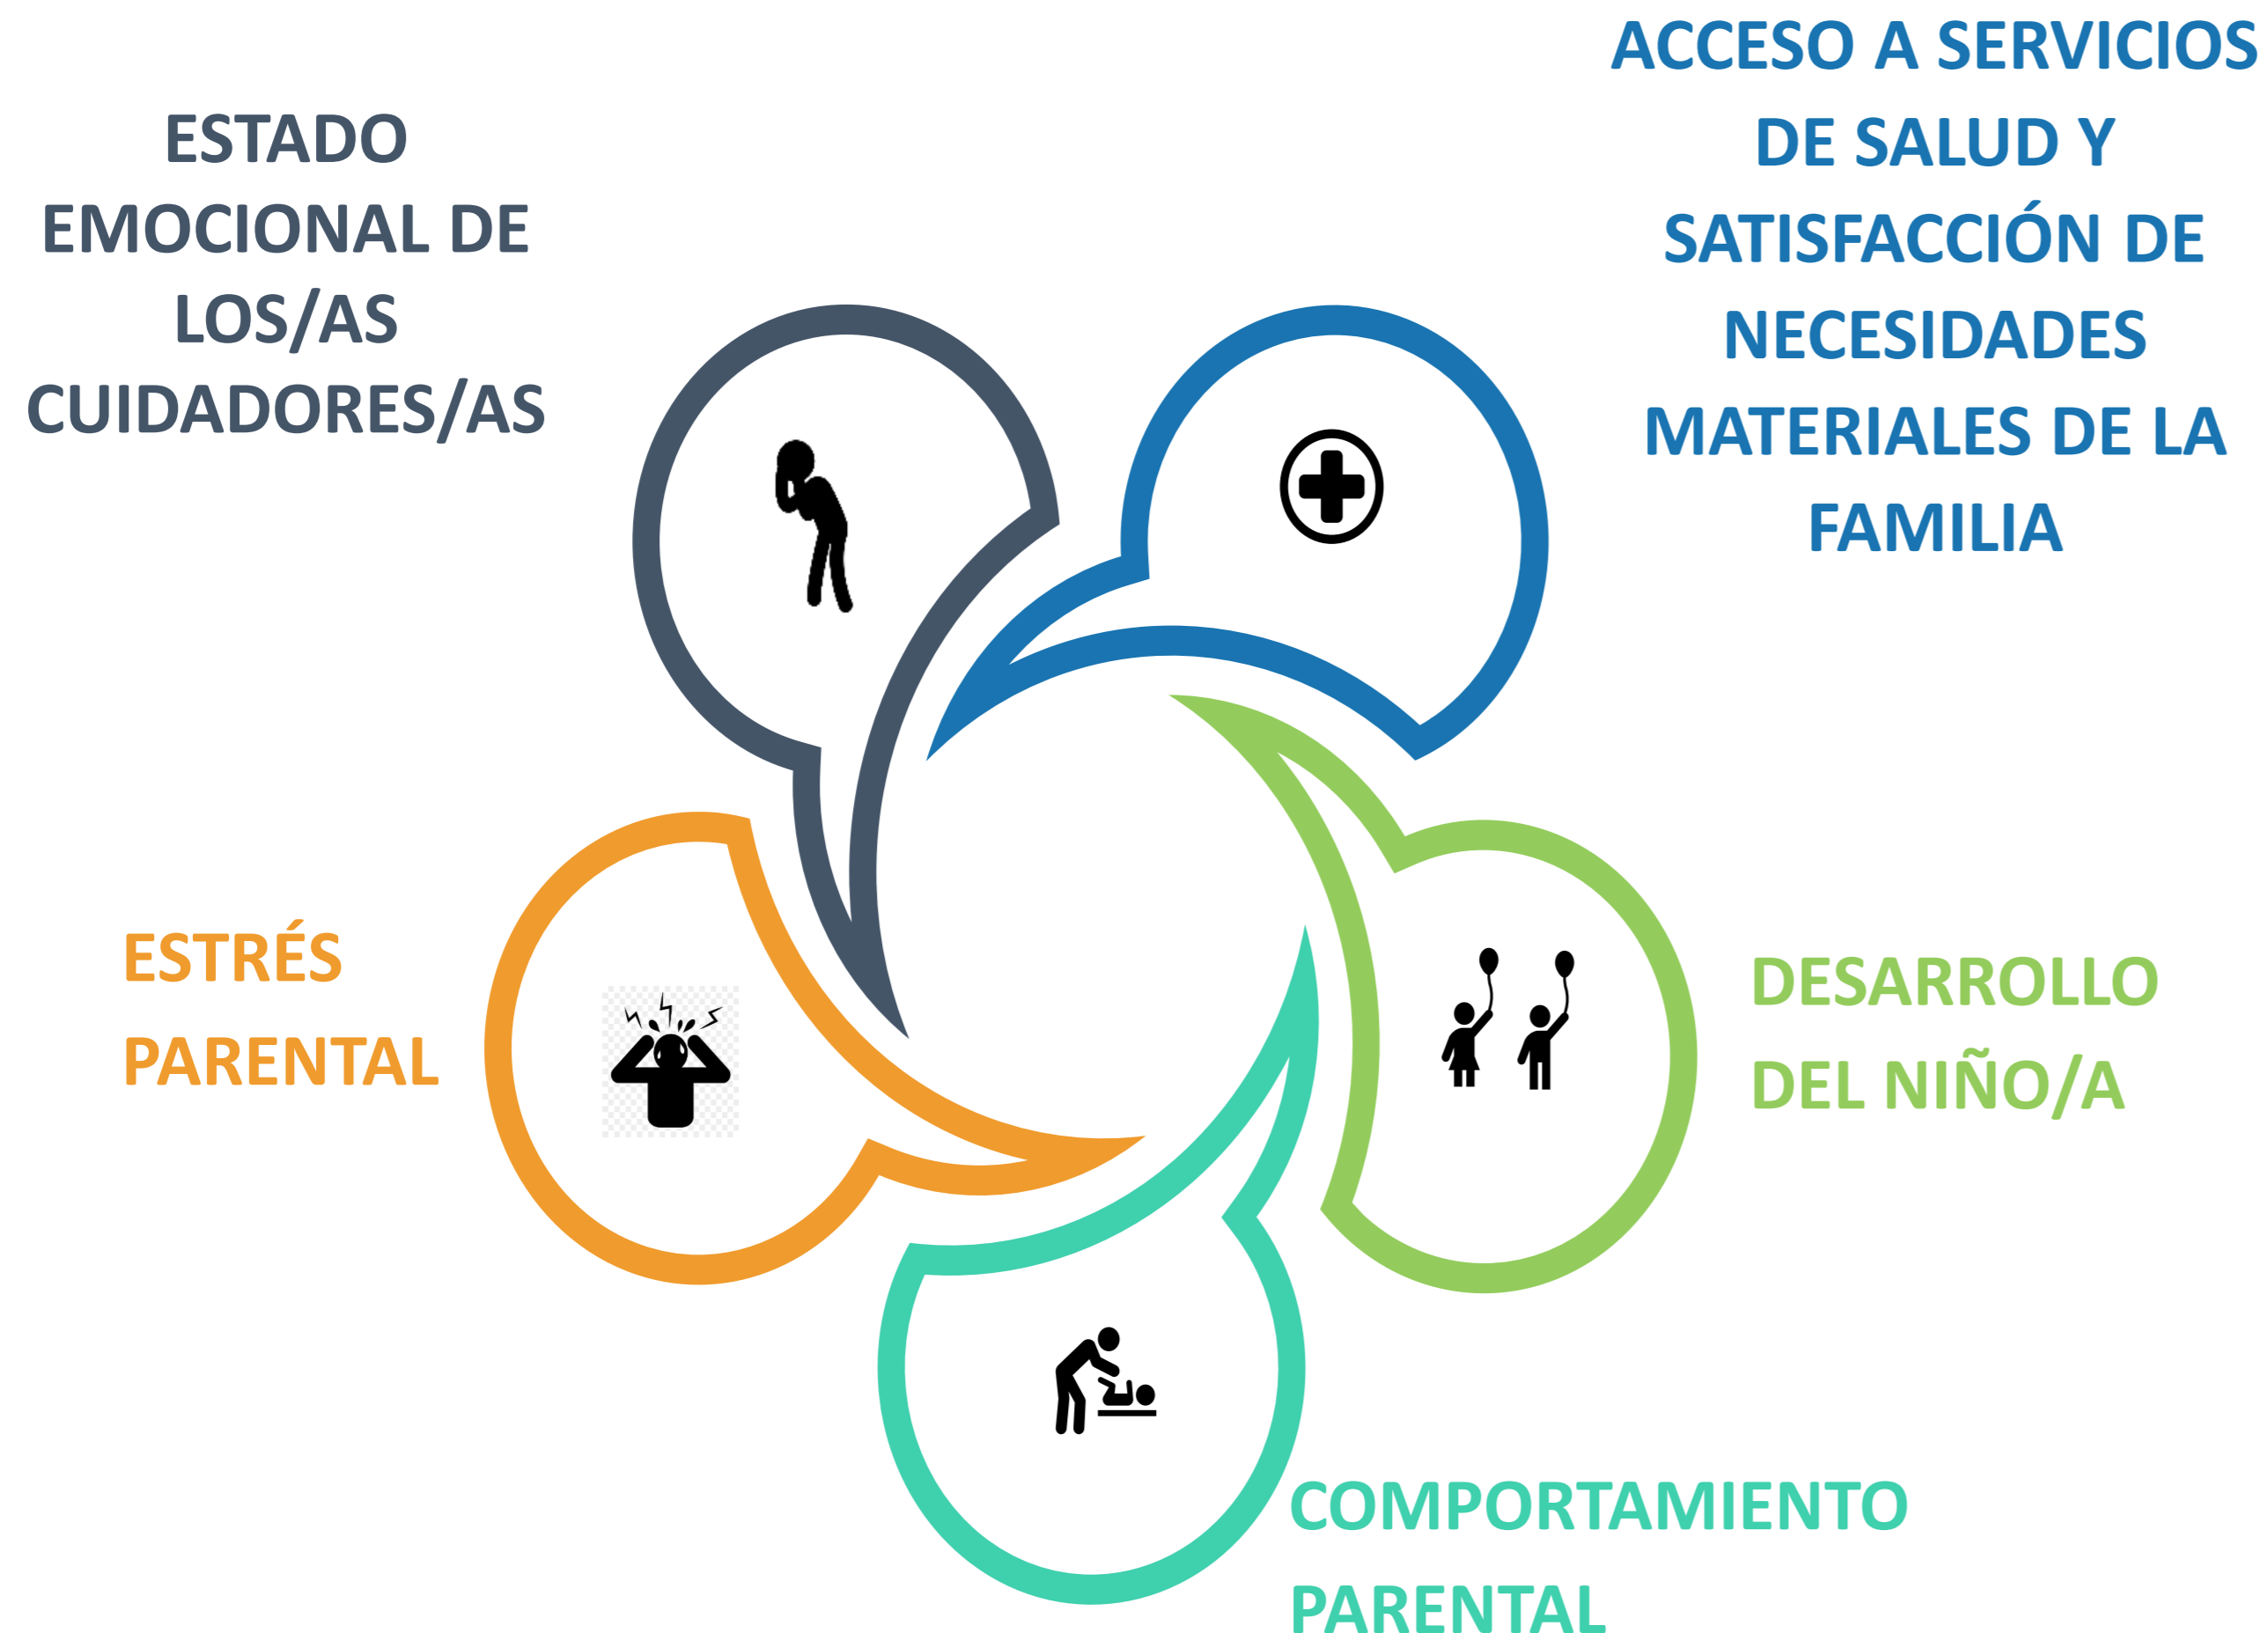 ESTADO
EMOCIONAL DE
LOS/AS
CUIDADORES/AS
ACCESO A SERVICIOS
DE SALUD Y
SATISFACCIÓN DE
NECESIDADES
MATERIALES DE LA
FAMILIA
ESTRÉS
PARENTAL
DESARROLLO
DEL NIÑO/A
COMPORTAMIENTO
PARENTAL